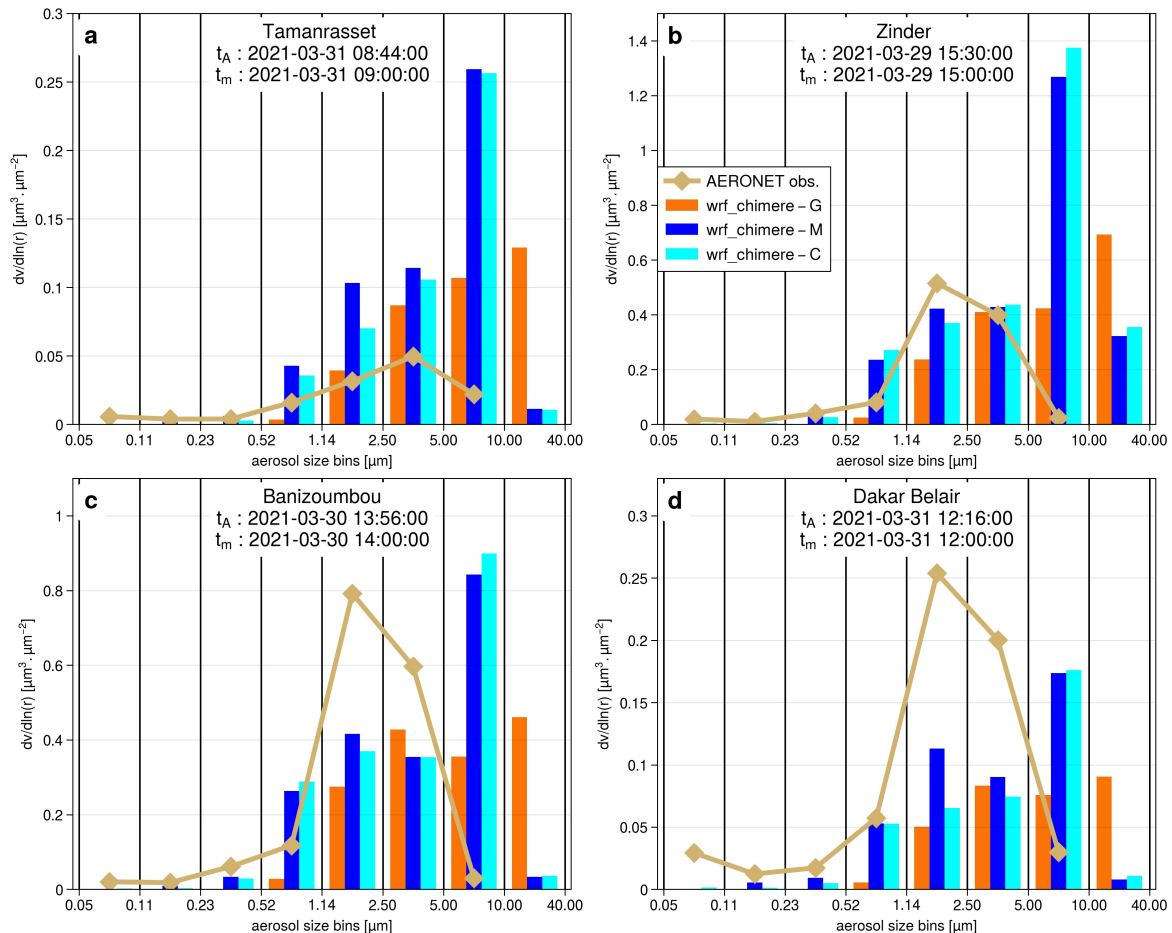 a
Tamanrasset
tA : 2021-03-31 08:44:00
tm : 2021-03-31 09:00:00
0.3
0.25
0.2
0.15
0.1
0.05
0
dv/dln(r) [µm³. µm⁻²]
0.05 0.11 0.23 0.52 1.14 2.50 5.00 10.00 40.00
aerosol size bins [µm]
b
Zinder
tA : 2021-03-29 15:30:00
tm : 2021-03-29 15:00:00
AERONET obs.
wrf_chimere – G
wrf_chimere – M
wrf_chimere – C
1.4
1.2
1
0.8
0.6
0.4
0.2
0
dv/dln(r) [µm³. µm⁻²]
0.05 0.11 0.23 0.52 1.14 2.50 5.00 10.00 40.00
aerosol size bins [µm]
c
Banizoumbou
tA : 2021-03-30 13:56:00
tm : 2021-03-30 14:00:00
1
0.8
0.6
0.4
0.2
0
dv/dln(r) [µm³. µm⁻²]
0.05 0.11 0.23 0.52 1.14 2.50 5.00 10.00 40.00
aerosol size bins [µm]
d
Dakar Belair
tA : 2021-03-31 12:16:00
tm : 2021-03-31 12:00:00
0.3
0.25
0.2
0.15
0.1
0.05
0
dv/dln(r) [µm³. µm⁻²]
0.05 0.11 0.23 0.52 1.14 2.50 5.00 10.00 40.00
aerosol size bins [µm]